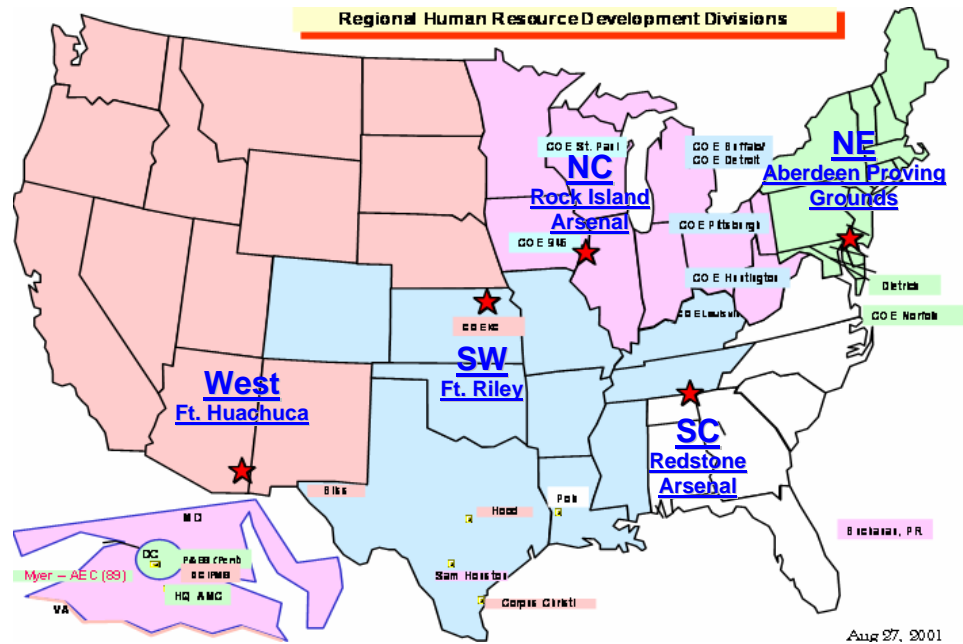 Regional Human Resource Development Divisions
COE St. Paul
COE Buffalo/
COE Detroit
NC
Rock Island
Arsenal
NE
Aberdeen Proving
Grounds
COE Pittsburgh
COE
COE Huntington
Detrick
COE Norfolk
COE KC
COE Louisville
SW
Ft. Riley
West
Ft. Huachuca
SC
Redstone
Arsenal
Bliss
Hood
Polk
Sam Houston
Corpus Christi
Buchanan, PR
MD
DC
Myer – AEC (89)
HQ AMC
VA
Aug 27, 2001